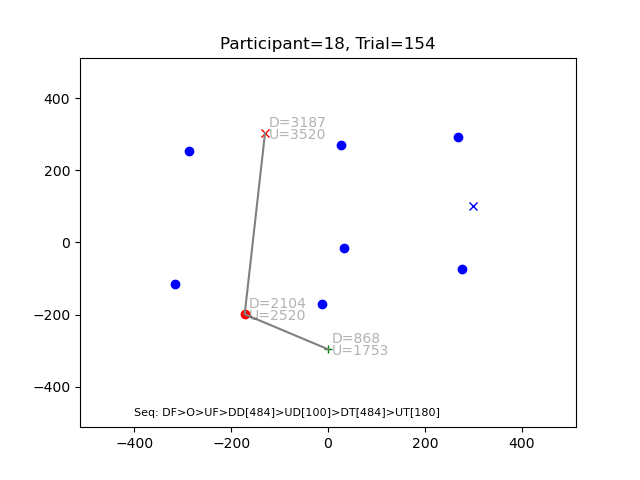 Participant=18, Trial=154
400
200
0
−200
−400
D=3187
U=3520
D=2104
U=2520
D=868
U=1753
Seq: DF>O>UF>DD[484]>UD[100]>DT[484]>UT[180]
−400
−200
0
200
400